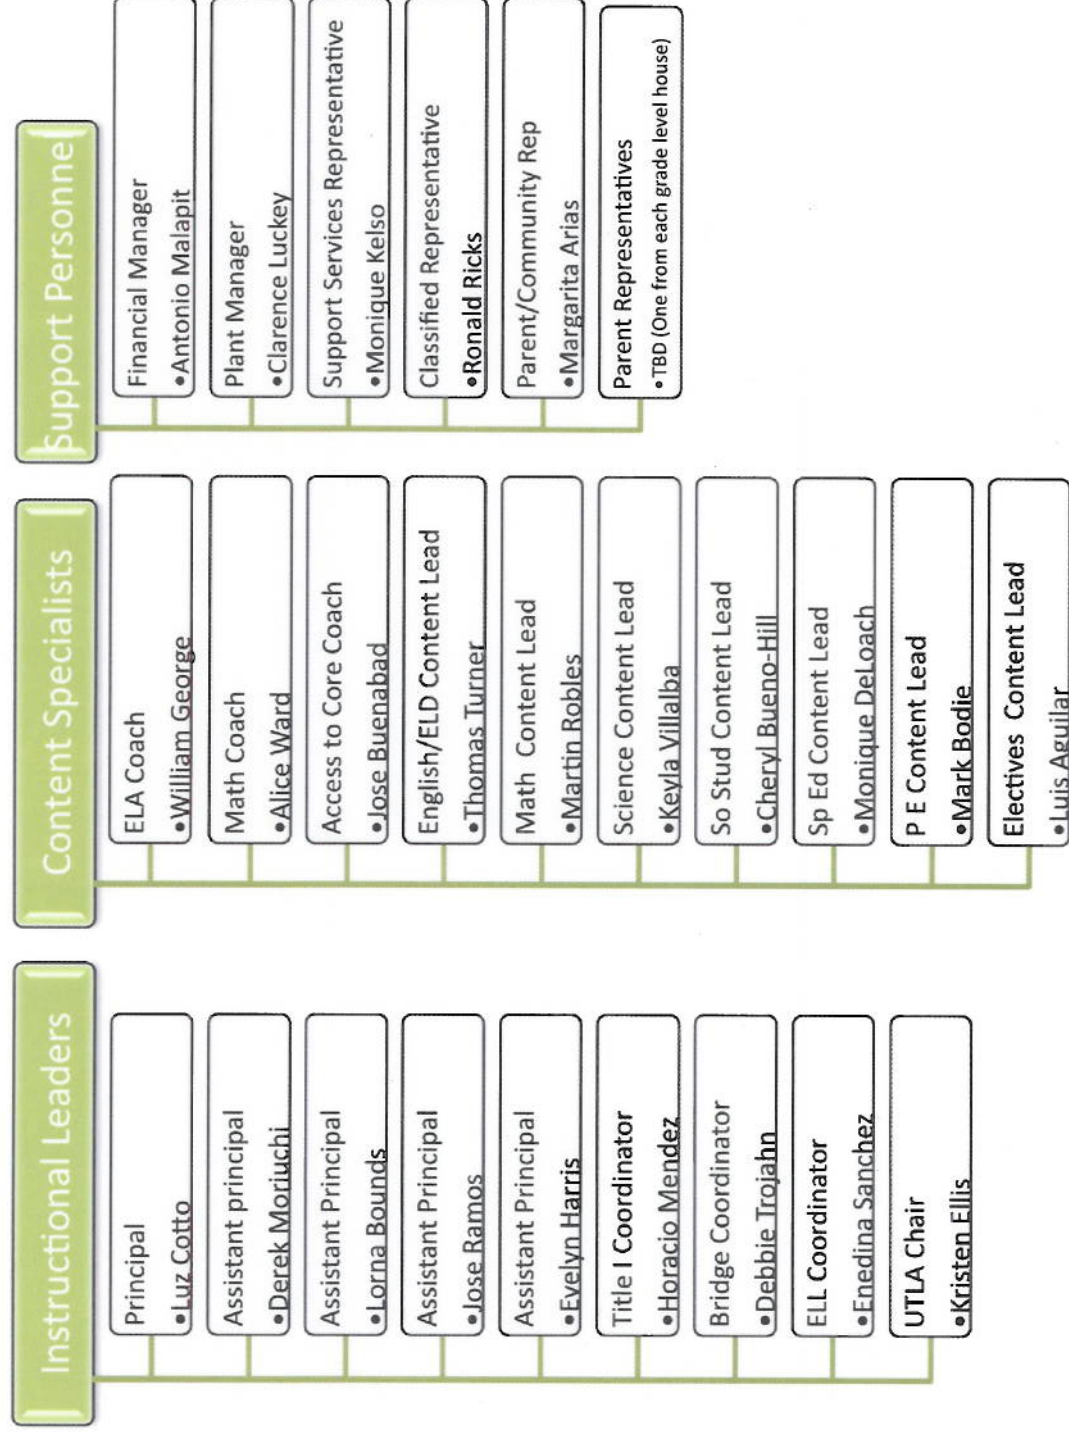 Instructional Leaders
Principal
•Luz Cotto
Assistant principal
•Derek Moriuchi
Assistant Principal
•Lorna Bounds
Assistant Principal
•Jose Ramos
Assistant Principal
•Evelyn Harris
Title I Coordinator
•Horacio Mendez
Bridge Coordinator
•Debbie Trojahn
ELL Coordinator
•Enedina Sanchez
UTLA Chair
•Kristen Ellis
Content Specialists
ELA Coach
•William George
Math Coach
•Alice Ward
Access to Core Coach
•Jose Buenabad
English/ELD Content Lead
•Thomas Turner
Math Content Lead
•Martin Robles
Science Content Lead
•Keyla Villalba
So Stud Content Lead
•Cheryl Bueno-Hill
Sp Ed Content Lead
•Monique DeLoach
P E Content Lead
•Mark Bodie
Electives Content Lead
•Luis Aguilar
Support Personnel
Financial Manager
•Antonio Malapit
Plant Manager
•Clarence Luckey
Support Services Representative
•Monique Kelso
Classified Representative
•Ronald Ricks
Parent/Community Rep
•Margarita Arias
Parent Representatives
•TBD (One from each grade level house)